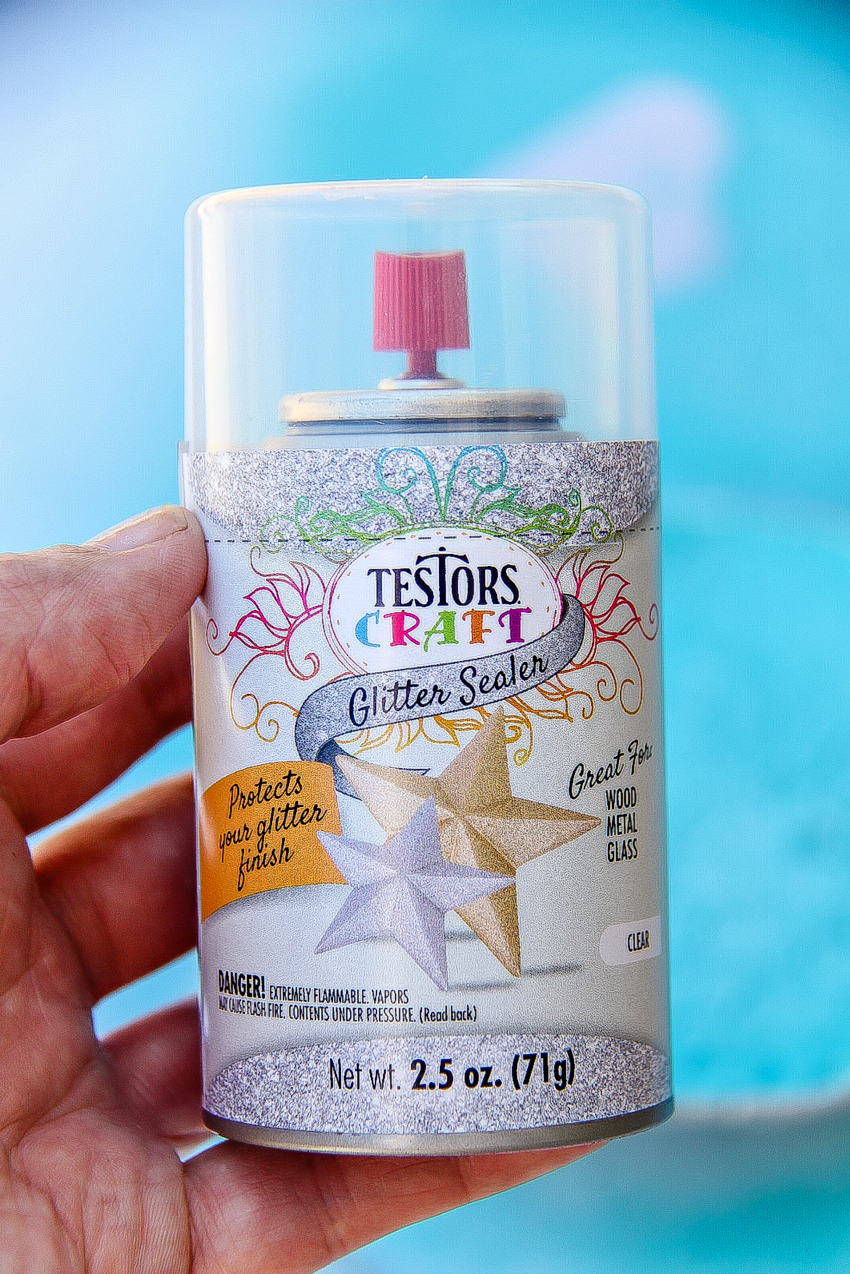 TESTORS
CRAFT
Glitter Sealer
Protects
your glitter
finish
Great For:
WOOD
METAL
GLASS
CLEAR
DANGER! EXTREMELY FLAMMABLE. VAPORS
MAY CAUSE FLASH FIRE. CONTENTS UNDER PRESSURE. (Read back)
Net wt. 2.5 oz. (71g)